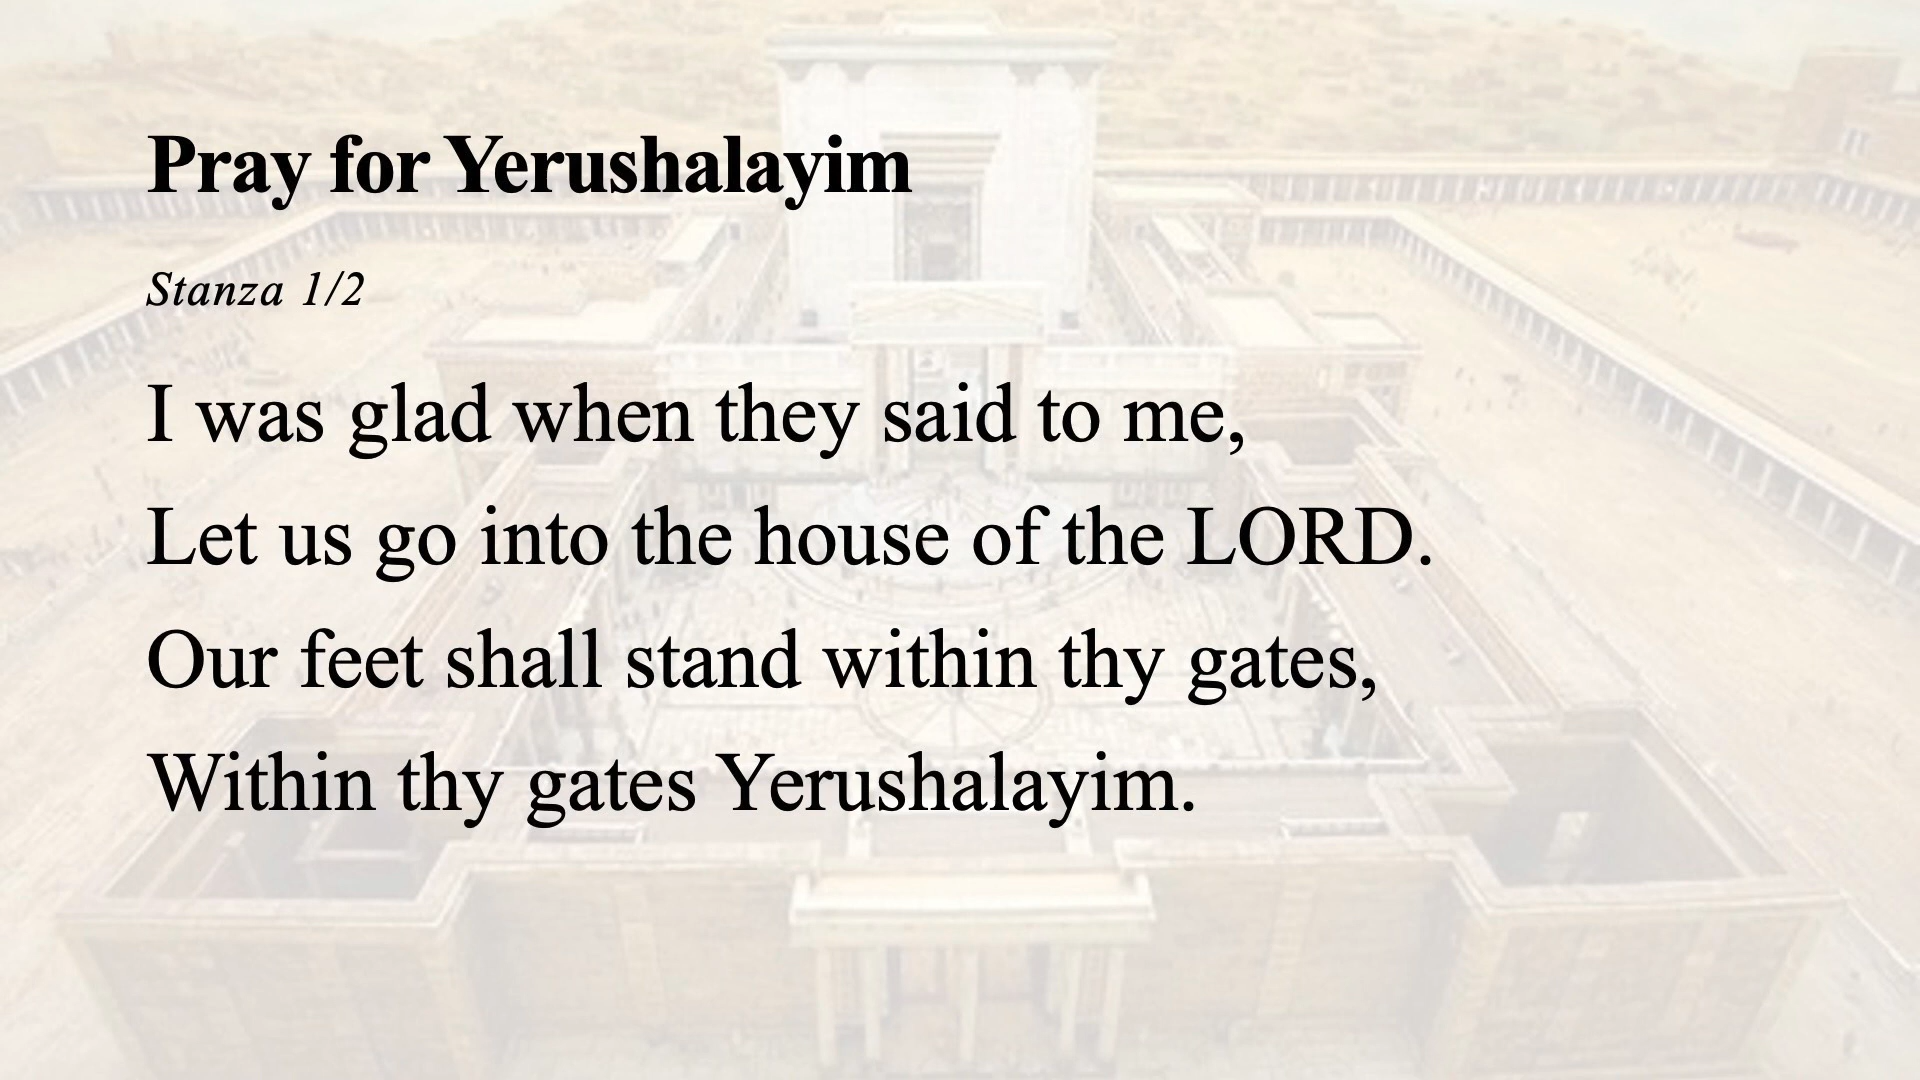 Pray for Yerushalayim
Stanza 1/2
I was glad when they said to me,
Let us go into the house of the LORD.
Our feet shall stand within thy gates,
Within thy gates Yerushalayim.